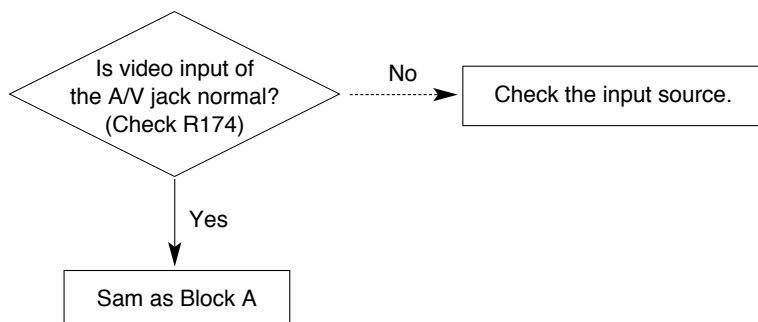 Is video input of
the A/V jack normal?
(Check R174)
No
Check the input source.
Yes
Sam as Block A